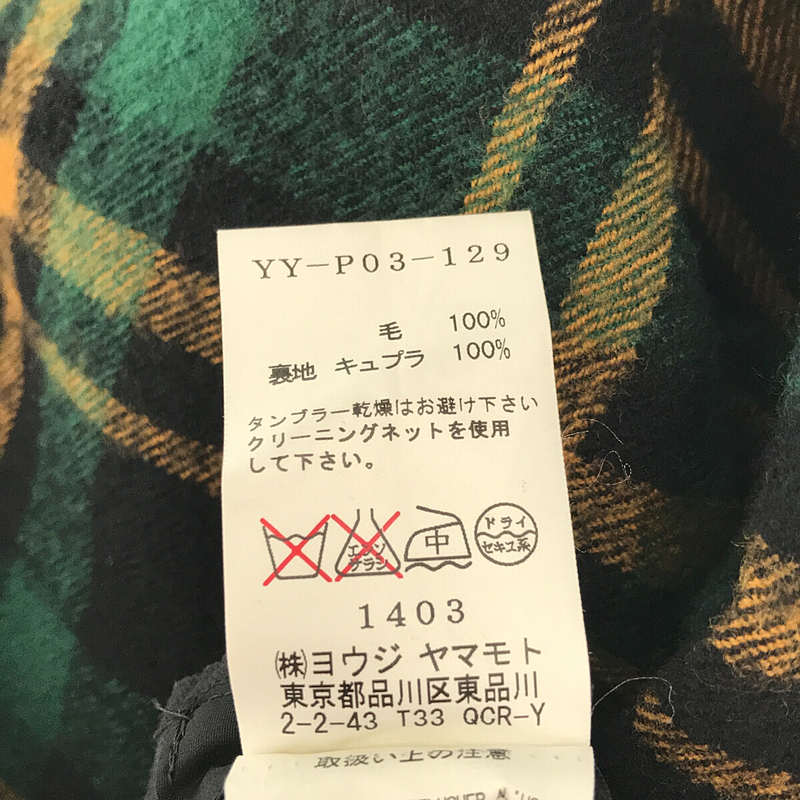 YY-P03-129
毛 100%
裏地 キュプラ 100%
タンブラー乾燥はお避け下さい
クリーニングネットを使用
して下さい。
エンソ
サラシ
中
ドライ
セキユ系
1403
㈱ヨウジ ヤマモト
東京都品川区東品川
2-2-43 T33 QCR-Y
取扱い上の注意